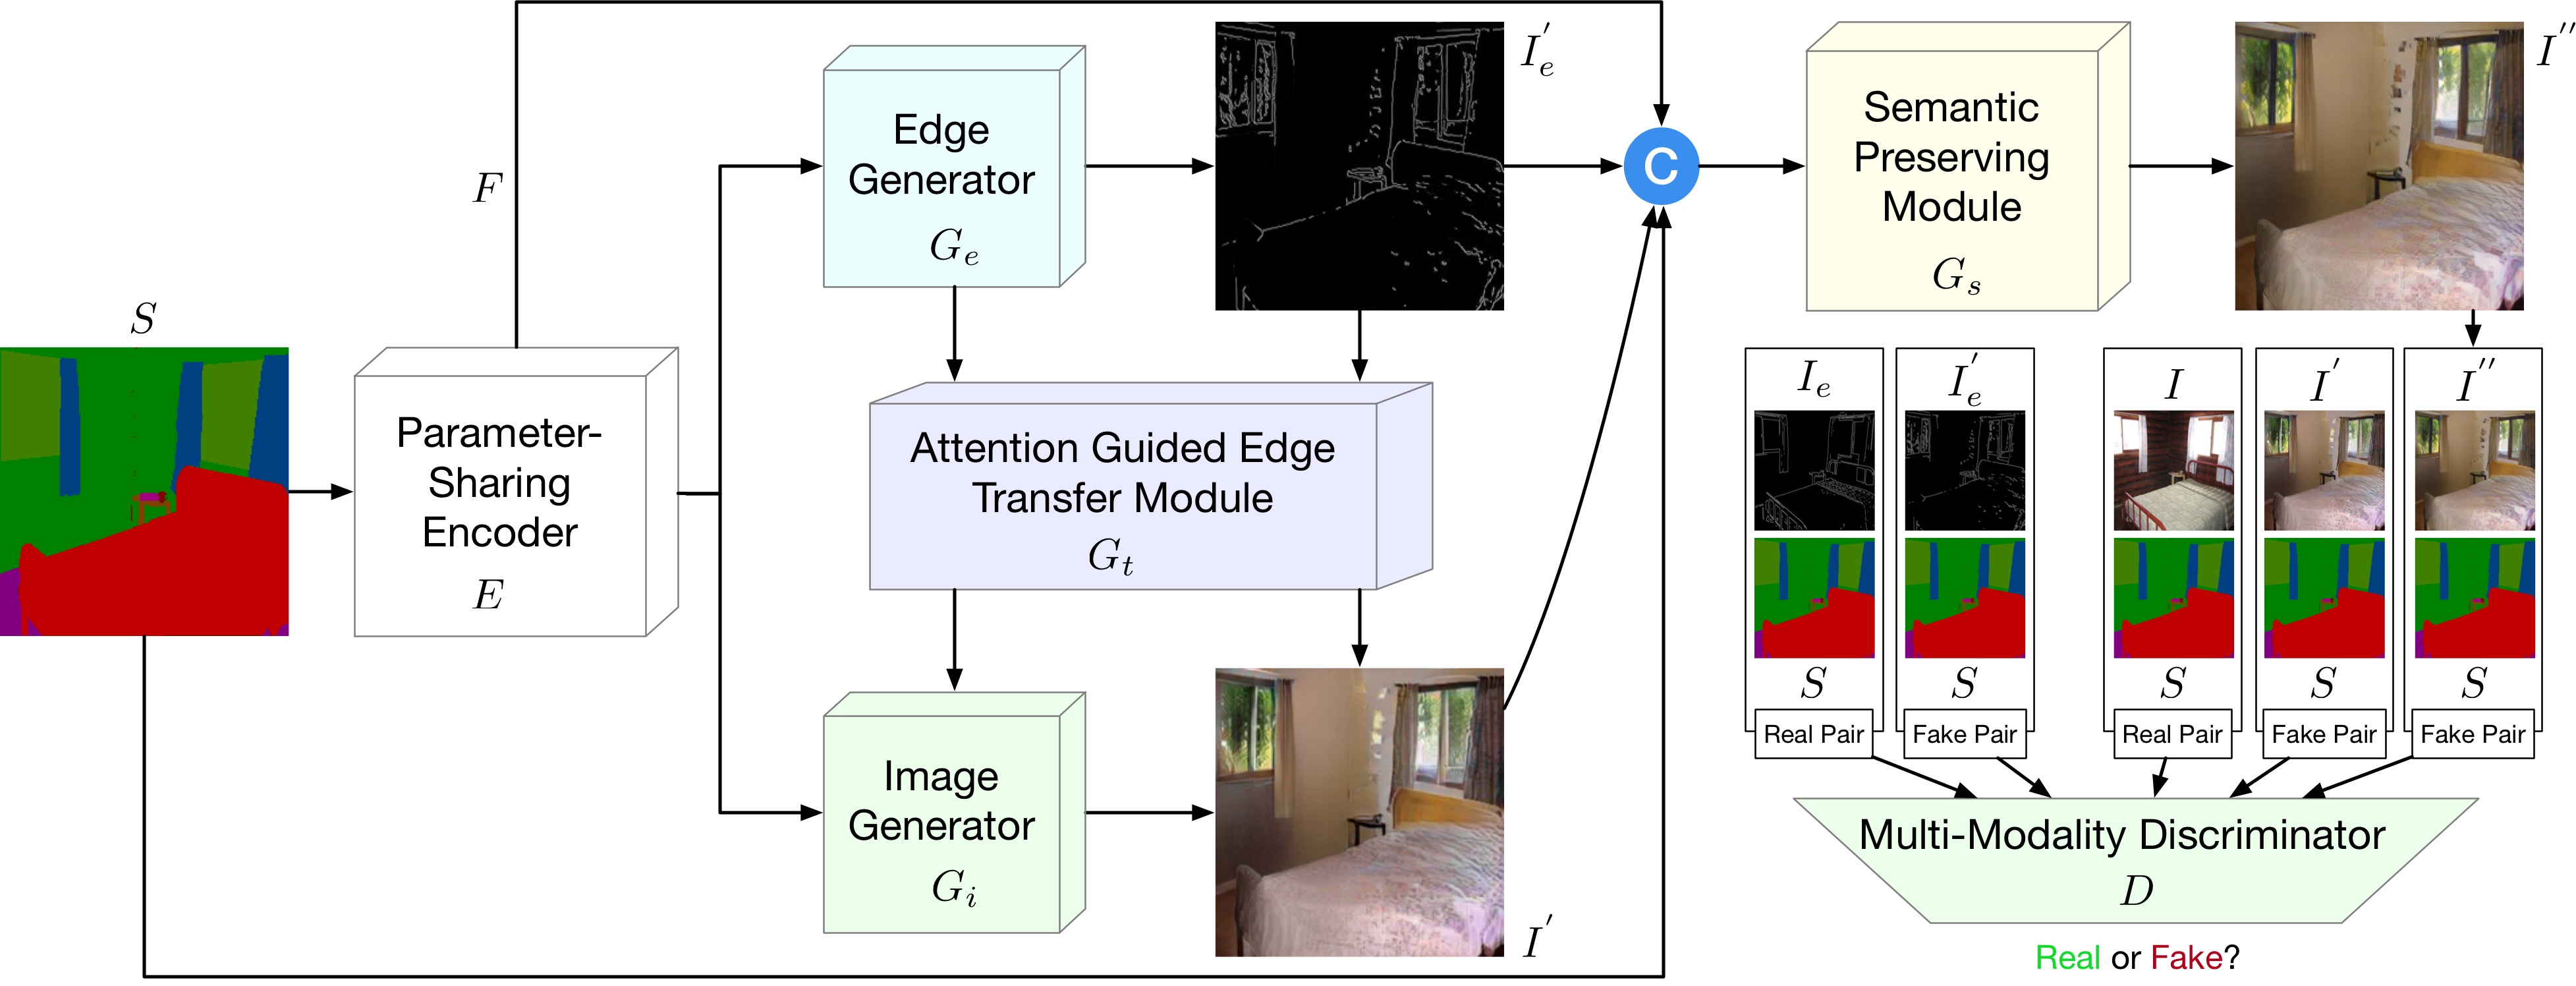 S
Parameter-
Sharing
Encoder
E
F
Edge
Generator
G_e
I_e'
Attention Guided Edge
Transfer Module
G_t
Image
Generator
G_i
I'
C
Semantic
Preserving
Module
G_s
I''
I_e
I_e'
I
I'
I''
S
S
S
S
S
Real Pair
Fake Pair
Real Pair
Fake Pair
Fake Pair
Multi-Modality Discriminator
D
Real or Fake?